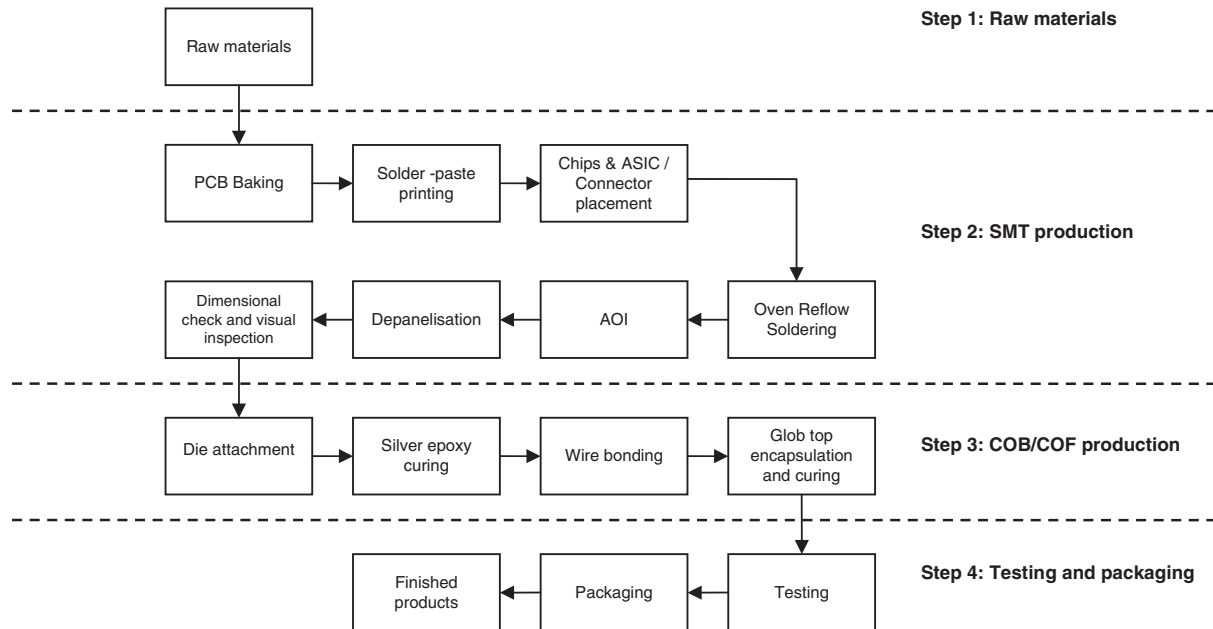 Step 1: Raw materials
Raw materials
PCB Baking
Solder -paste
printing
Chips & ASIC /
Connector
placement
Step 2: SMT production
Dimensional
check and visual
inspection
Depanelisation
AOI
Oven Reflow
Soldering
Die attachment
Silver epoxy
curing
Wire bonding
Glob top
encapsulation
and curing
Step 3: COB/COF production
Finished
products
Packaging
Testing
Step 4: Testing and packaging